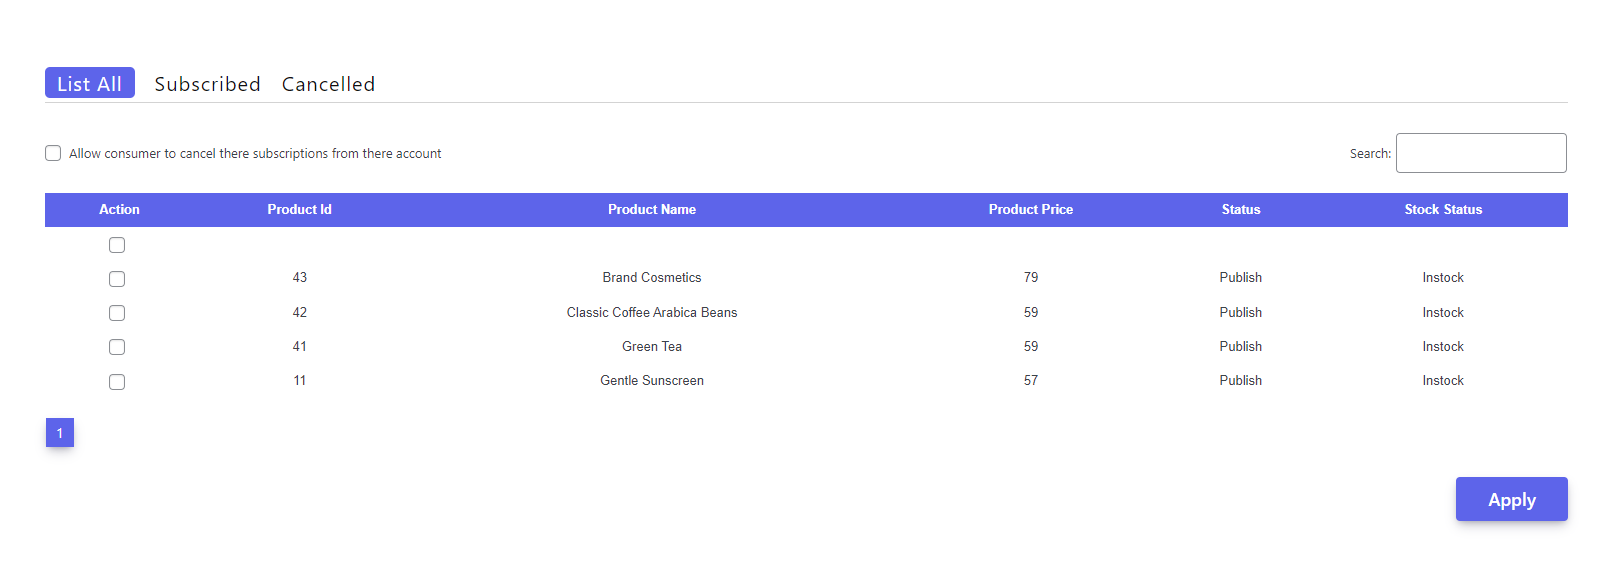 List All Subscribed Cancelled
Allow consumer to cancel there subscriptions from there account Search:
Action Product Id Product Name Product Price Status Stock Status
43 Brand Cosmetics 79 Publish Instock
42 Classic Coffee Arabica Beans 59 Publish Instock
41 Green Tea 59 Publish Instock
11 Gentle Sunscreen 57 Publish Instock
1
Apply